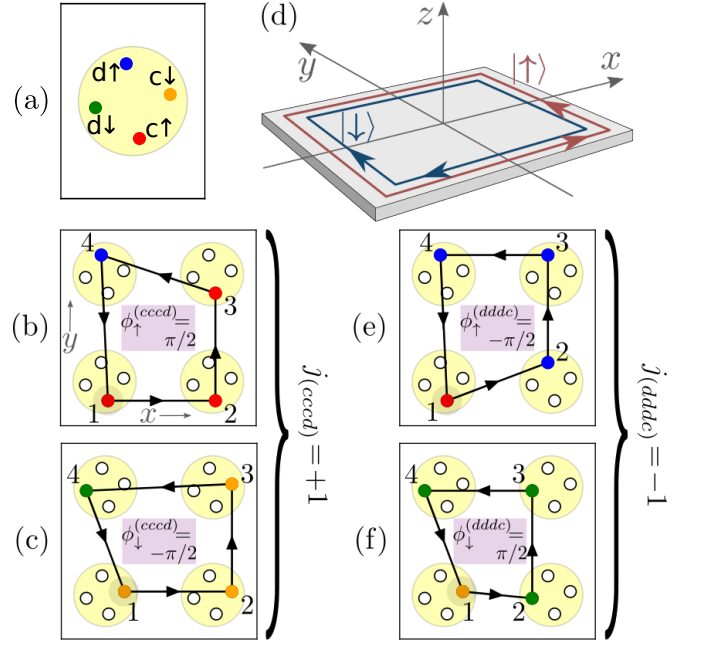 (a)
d↑
c↓
d↓
c↑
(d)
z
y
x
|↑⟩
|↓⟩
(b)
4
3
ϕ↑^(cccd)=
π/2
y
1
x
2
(c)
4
3
ϕ↓^(cccd)=
−π/2
1
2
j(cccd)=+1
(e)
4
3
ϕ↑^(dddc)=
−π/2
2
1
(f)
4
3
ϕ↓^(dddc)=
π/2
1
2
j(dddc)=−1